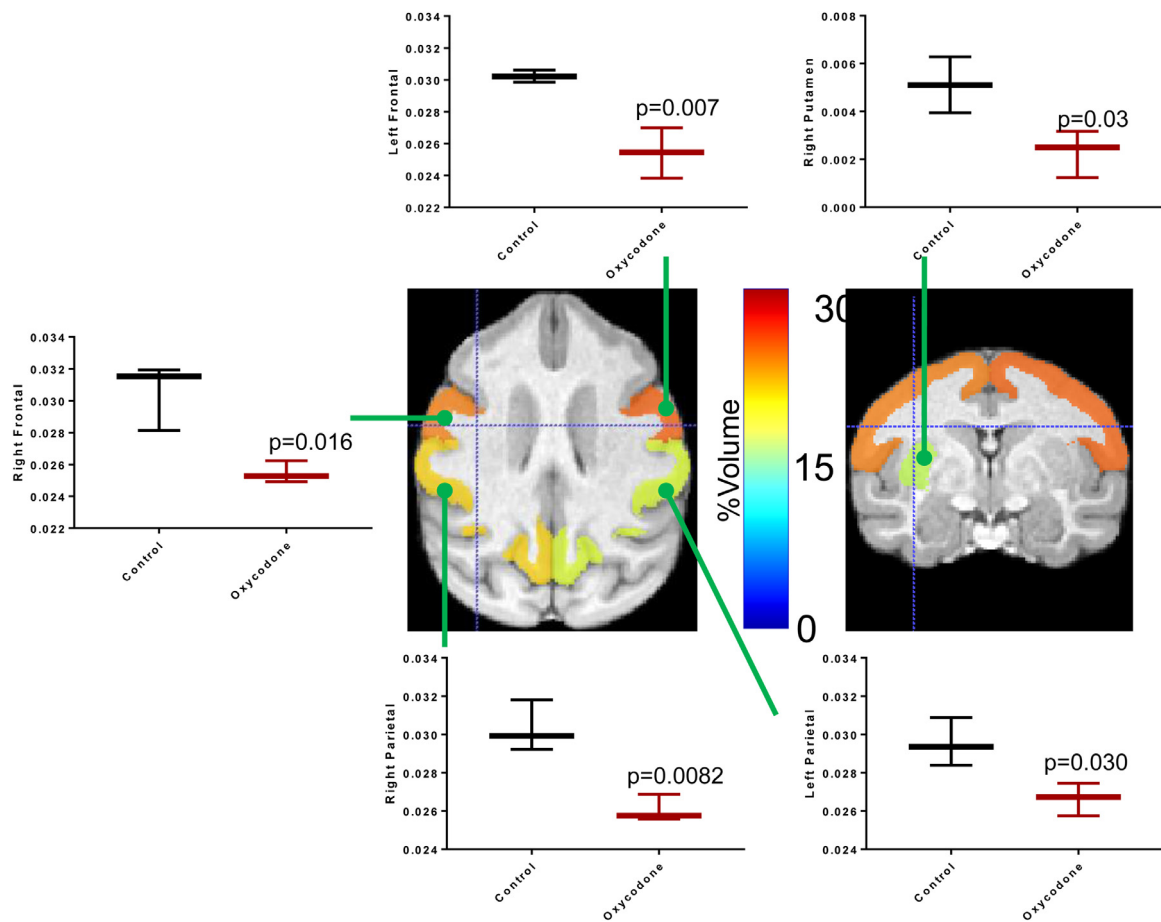 0.034
0.032
0.030
0.028
0.026
0.024
0.022
Left Frontal
p=0.007
Control
Oxycodone
0.008
0.006
0.004
0.002
0.000
Right Putamen
p=0.03
Control
Oxycodone
0.034
0.032
0.030
0.028
0.026
0.024
0.022
Right Frontal
p=0.016
Control
Oxycodone
30
15
0
%Volume
0.034
0.032
0.030
0.028
0.026
0.024
Right Parietal
p=0.0082
Control
Oxycodone
0.034
0.032
0.030
0.028
0.026
0.024
Left Parietal
p=0.030
Control
Oxycodone